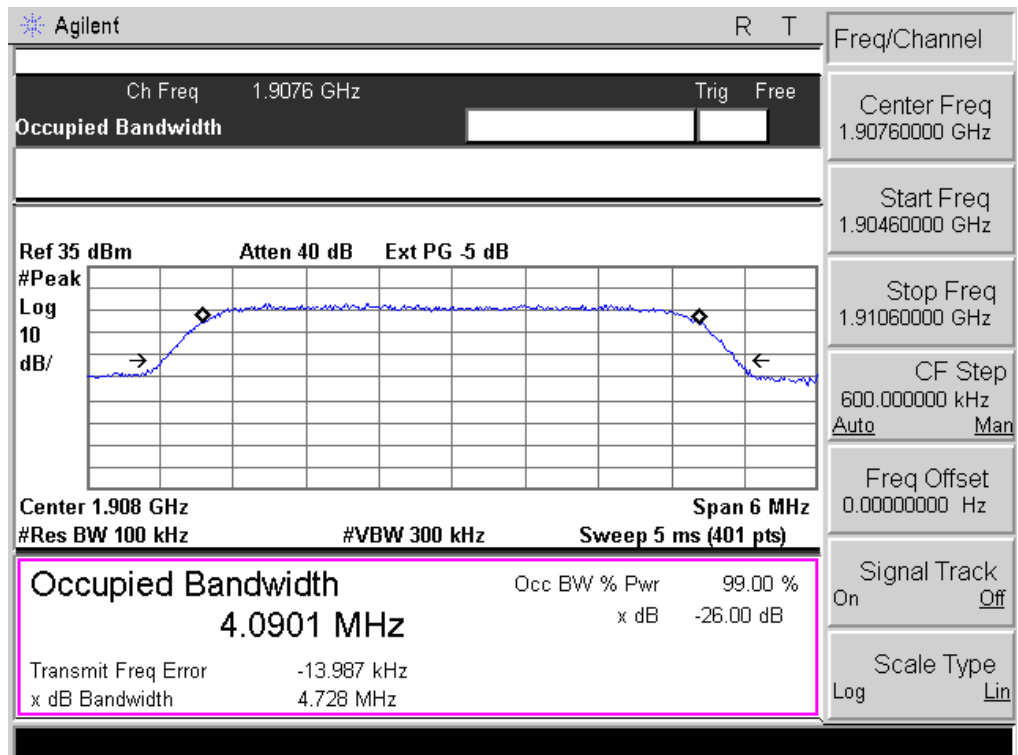 Agilent R T
Ch Freq 1.9076 GHz Trig Free
Occupied Bandwidth
Ref 35 dBm Atten 40 dB Ext PG -5 dB
#Peak
Log
10
dB/
Center 1.908 GHz Span 6 MHz
#Res BW 100 kHz #VBW 300 kHz Sweep 5 ms (401 pts)
Occupied Bandwidth
4.0901 MHz
Occ BW % Pwr 99.00 %
x dB -26.00 dB
Transmit Freq Error -13.987 kHz
x dB Bandwidth 4.728 MHz
Freq/Channel
Center Freq
1.90760000 GHz
Start Freq
1.90460000 GHz
Stop Freq
1.91060000 GHz
CF Step
600.000000 kHz
Auto Man
Freq Offset
0.00000000 Hz
Signal Track
On Off
Scale Type
Log Lin